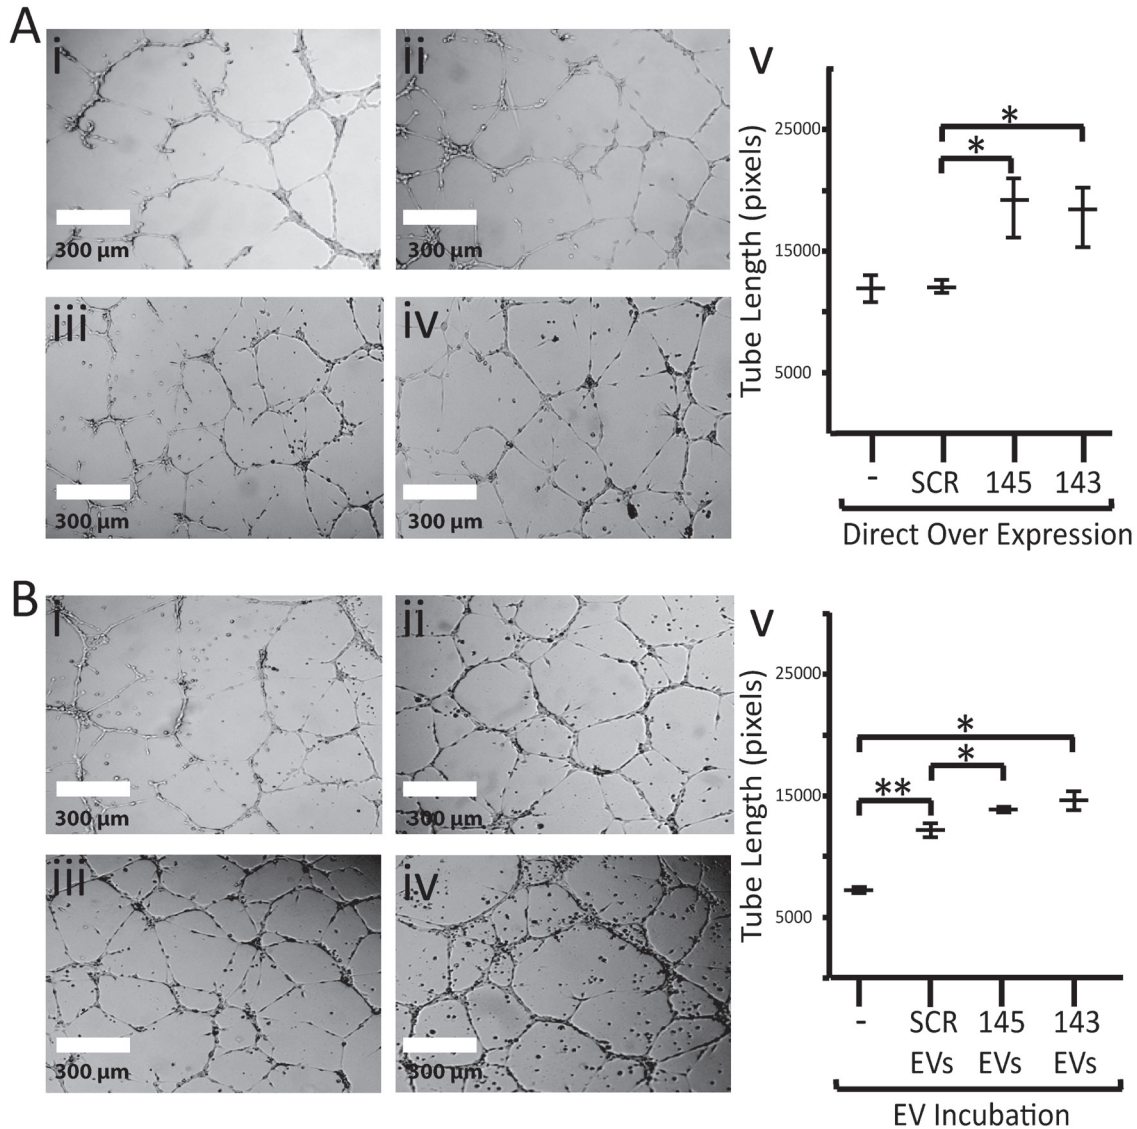 A
i
300 µm
ii
300 µm
iii
300 µm
iv
300 µm
v
Tube Length (pixels)
25000
15000
5000
*
*
- SCR 145 143
Direct Over Expression
B
i
300 µm
ii
300 µm
iii
300 µm
iv
300 µm
v
Tube Length (pixels)
25000
15000
5000
*
*
**
- SCR 145 143
EVs EVs EVs
EV Incubation